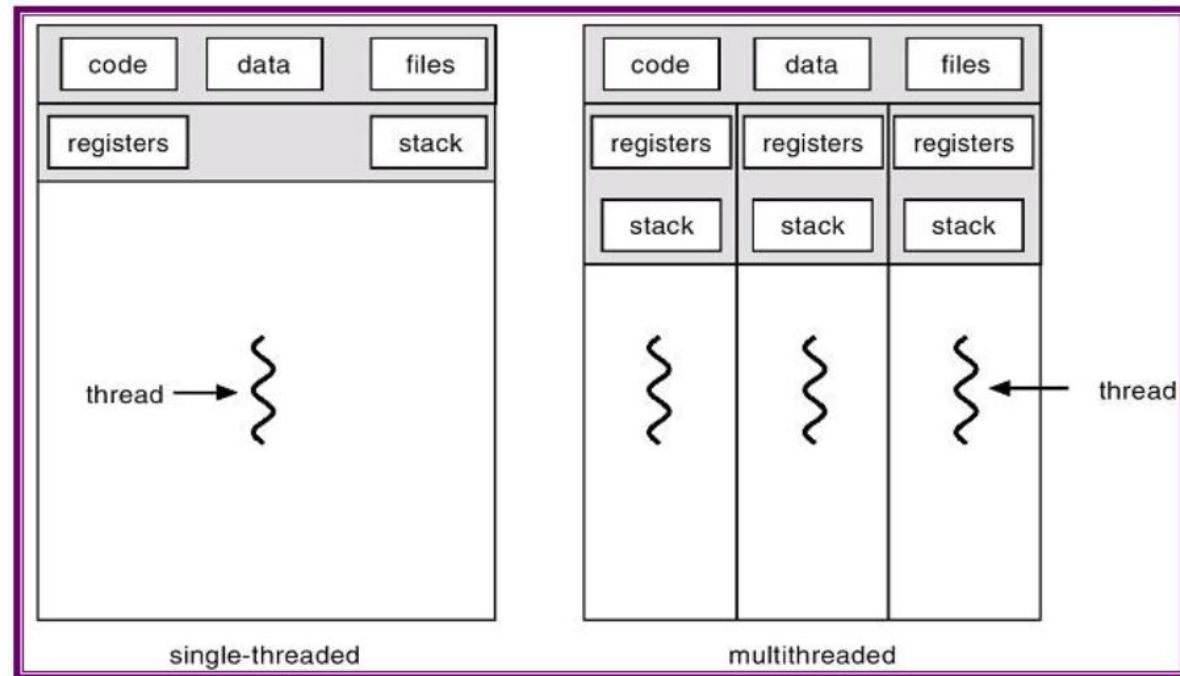 code data files code data files
registers stack registers registers registers
stack stack stack
thread thread
single-threaded multithreaded